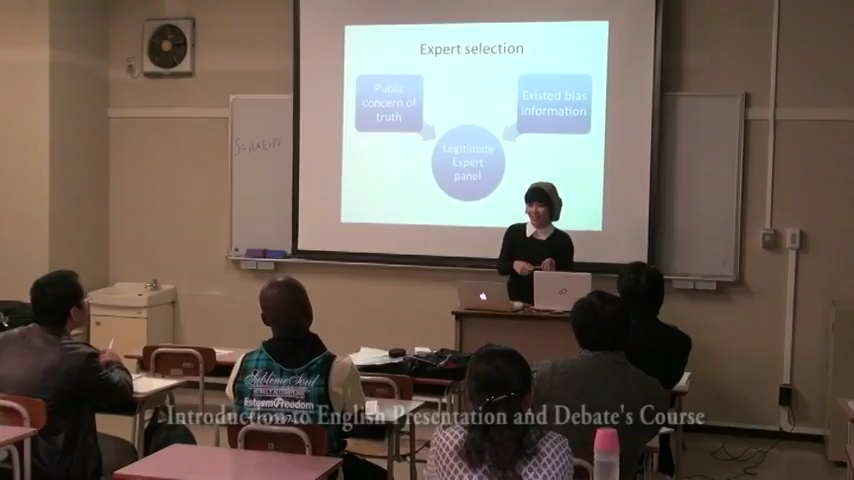 Expert selection
Public
concern of
truth
Existed bias
information
Legitimate
Expert
panel
Sublime Soul
Esteem Freedom
Introduction to English Presentation and Debate's Course